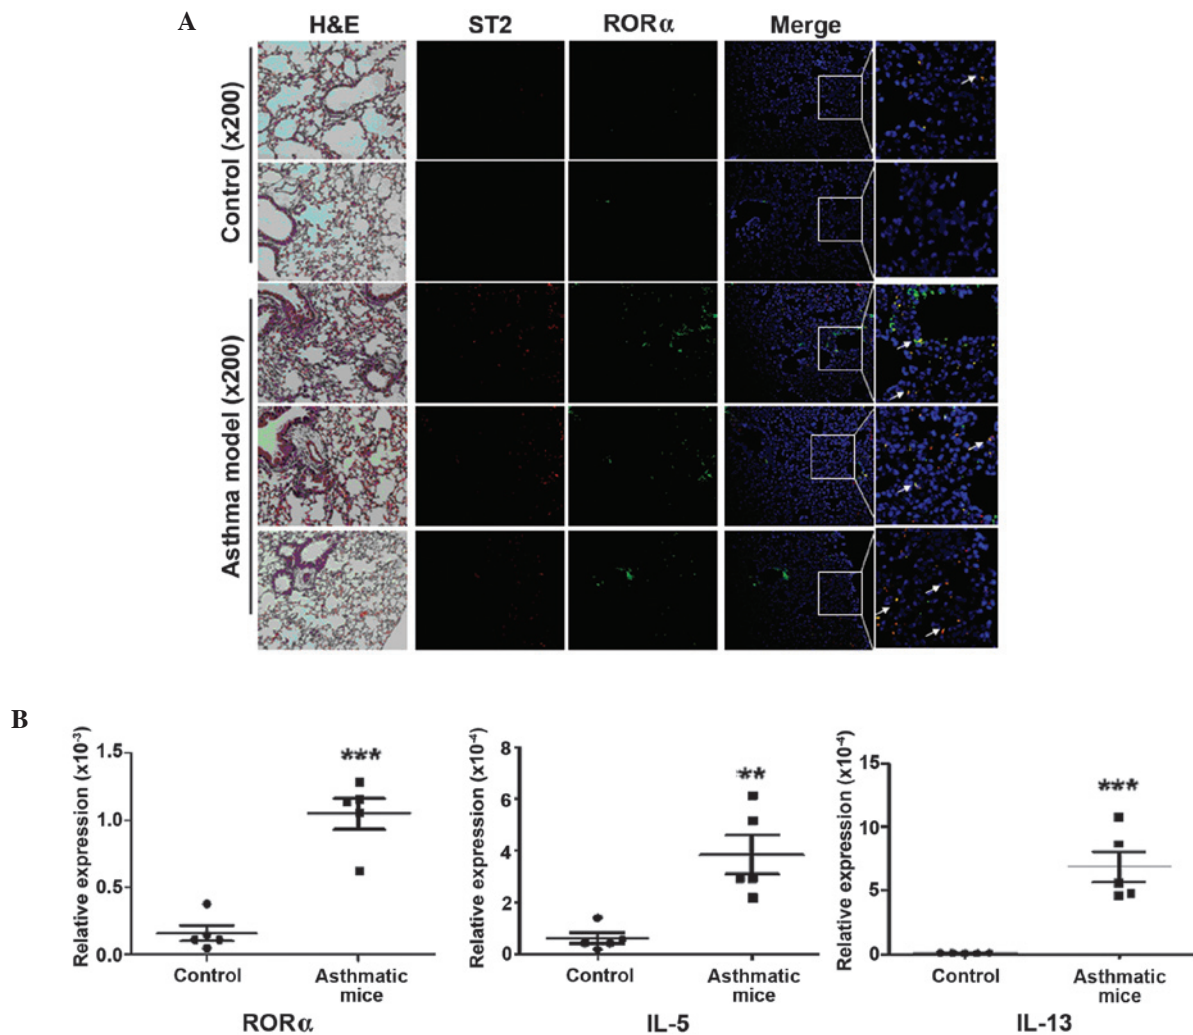 A
H&E ST2 RORα Merge
Control (x200)
Asthma model (x200)
B
Relative expression (x10⁻³)
1.5
1.0
0.5
0.0
***
Control Asthmatic mice
RORα
Relative expression (x10⁻⁴)
8
6
4
2
0
**
Control Asthmatic mice
IL-5
Relative expression (x10⁻⁴)
15
10
5
0
***
Control Asthmatic mice
IL-13